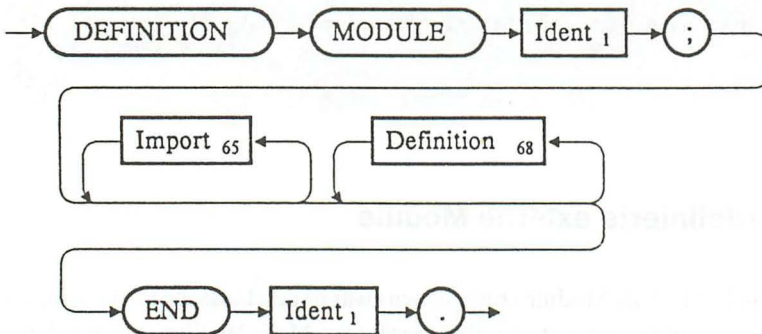 DEFINITION MODULE Ident 1 ;
Import 65 Definition 68
END Ident 1 .